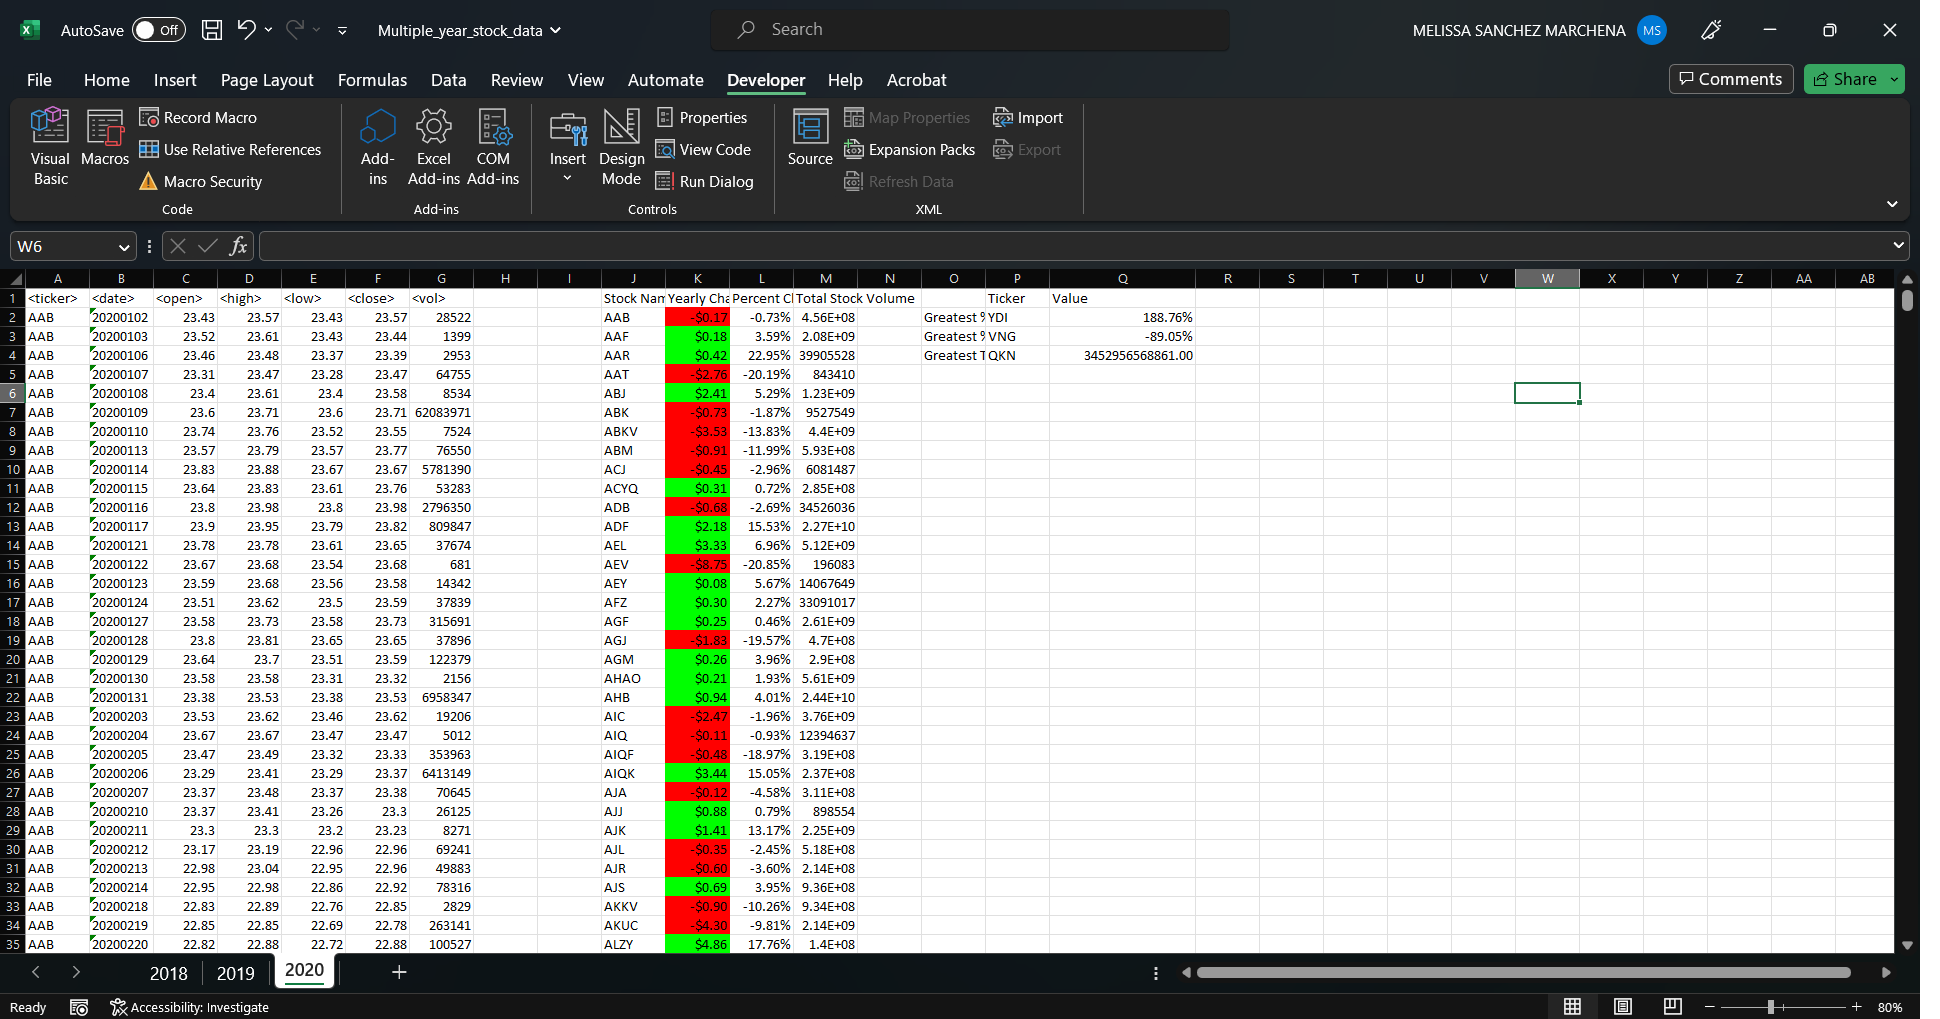 AutoSave Off Multiple_year_stock_data Search MELISSA SANCHEZ MARCHENA MS
File Home Insert Page Layout Formulas Data Review View Automate Developer Help Acrobat Comments Share
Visual Basic
Macros
Record Macro
Use Relative References
Macro Security
Code
Add-ins
Excel Add-ins
COM Add-ins
Add-ins
Insert
Design Mode
Properties
View Code
Run Dialog
Controls
Source
Map Properties
Expansion Packs
Refresh Data
Import
Export
XML
W6 fx
A B C D E F G H I J K L M N O P Q R S T U V W X Y Z AA AB
1 <ticker> <date> <open> <high> <low> <close> <vol> Stock Nan Yearly Cha Percent Cl Total Stock Volume Ticker Value
2 AAB 20200102 23.43 23.57 23.43 23.57 28522 AAB -$0.17 -0.73% 4.56E+08 Greatest % YDI 188.76%
3 AAB 20200103 23.52 23.61 23.43 23.44 1399 AAF $0.18 3.59% 2.08E+09 Greatest % VNG -89.05%
4 AAB 20200106 23.46 23.48 23.37 23.39 2953 AAR $0.42 22.95% 39905528 Greatest T QKN 3452956568861.00
5 AAB 20200107 23.31 23.47 23.28 23.47 64755 AAT -$2.76 -20.19% 843410
6 AAB 20200108 23.4 23.61 23.4 23.58 8534 ABJ $2.41 5.29% 1.23E+09
7 AAB 20200109 23.6 23.71 23.6 23.71 62083971 ABK -$0.73 -1.87% 9527549
8 AAB 20200110 23.74 23.76 23.52 23.55 7524 ABKV -$3.53 -13.83% 4.4E+09
9 AAB 20200113 23.57 23.79 23.57 23.77 76550 ABM -$0.91 -11.99% 5.93E+08
10 AAB 20200114 23.83 23.88 23.67 23.67 5781390 ACJ -$0.45 -2.96% 6081487
11 AAB 20200115 23.64 23.83 23.61 23.76 53283 ACYQ $0.31 0.72% 2.85E+08
12 AAB 20200116 23.8 23.98 23.8 23.98 2796350 ADB -$0.68 -2.69% 34526036
13 AAB 20200117 23.9 23.95 23.79 23.82 809847 ADF $2.18 15.53% 2.27E+10
14 AAB 20200121 23.78 23.78 23.61 23.65 37674 AEL $3.33 6.96% 5.12E+09
15 AAB 20200122 23.67 23.68 23.54 23.68 681 AEV -$8.75 -20.85% 196083
16 AAB 20200123 23.59 23.68 23.56 23.58 14342 AEY $0.08 5.67% 14067649
17 AAB 20200124 23.51 23.62 23.5 23.59 37839 AFZ $0.30 2.27% 33091017
18 AAB 20200127 23.58 23.73 23.58 23.73 315691 AGF $0.25 0.46% 2.61E+09
19 AAB 20200128 23.8 23.81 23.65 23.65 37896 AGJ -$1.83 -19.57% 4.7E+08
20 AAB 20200129 23.64 23.7 23.51 23.59 122379 AGM $0.26 3.96% 2.9E+08
21 AAB 20200130 23.58 23.58 23.31 23.32 2156 AHAO $0.21 1.93% 5.61E+09
22 AAB 20200131 23.38 23.53 23.38 23.53 6958347 AHB $0.94 4.01% 2.44E+10
23 AAB 20200203 23.53 23.62 23.46 23.62 19206 AIC -$2.47 -1.96% 3.76E+09
24 AAB 20200204 23.67 23.67 23.47 23.47 5012 AIQ -$0.11 -0.93% 12394637
25 AAB 20200205 23.47 23.49 23.32 23.33 353963 AIQF -$0.48 -18.97% 3.19E+08
26 AAB 20200206 23.29 23.41 23.29 23.37 6413149 AIQK $3.44 15.05% 2.37E+08
27 AAB 20200207 23.37 23.48 23.37 23.38 70645 AJA -$0.12 -4.58% 3.11E+08
28 AAB 20200210 23.37 23.41 23.26 23.3 26125 AJJ $0.88 0.79% 898554
29 AAB 20200211 23.3 23.3 23.2 23.23 8271 AJK $1.41 13.17% 2.25E+09
30 AAB 20200212 23.17 23.19 22.96 22.96 69241 AJL -$0.35 -2.45% 5.18E+08
31 AAB 20200213 22.98 23.04 22.95 22.96 49883 AJR -$0.60 -3.60% 2.14E+08
32 AAB 20200214 22.95 22.98 22.86 22.92 78316 AJS $0.69 3.95% 9.36E+08
33 AAB 20200218 22.83 22.89 22.76 22.85 2829 AKKV -$0.90 -10.26% 9.34E+08
34 AAB 20200219 22.85 22.85 22.69 22.78 263141 AKUC -$4.30 -9.81% 2.14E+09
35 AAB 20200220 22.82 22.88 22.72 22.88 100527 ALZY $4.86 17.76% 1.4E+08
2018 2019 2020
Ready Accessibility: Investigate 80%